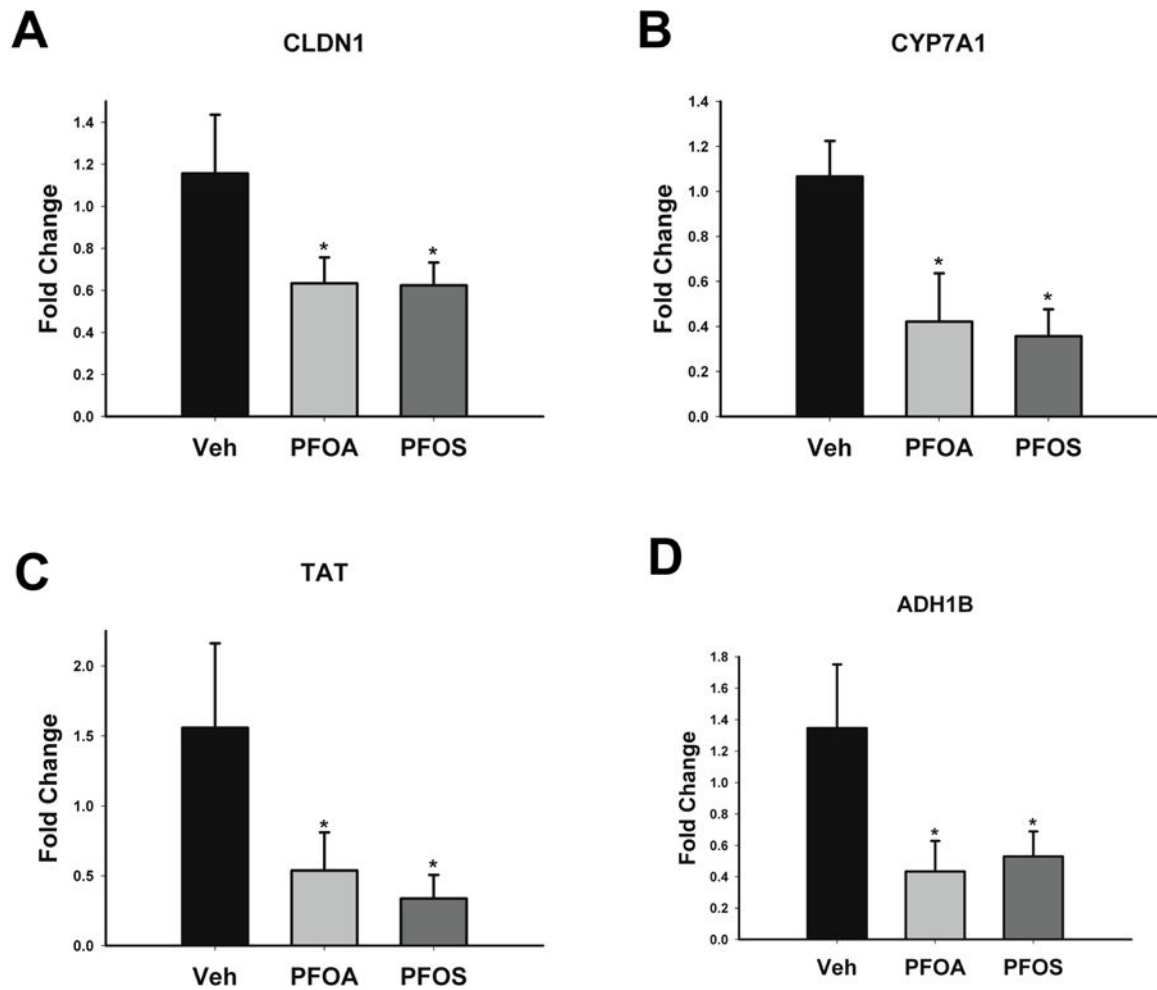 A
CLDN1
Fold Change
1.4
1.2
1.0
0.8
0.6
0.4
0.2
0.0
*
*
Veh PFOA PFOS
B
CYP7A1
Fold Change
1.4
1.2
1.0
0.8
0.6
0.4
0.2
0.0
*
*
Veh PFOA PFOS
C
TAT
Fold Change
2.0
1.5
1.0
0.5
0.0
*
*
Veh PFOA PFOS
D
ADH1B
Fold Change
1.8
1.6
1.4
1.2
1.0
0.8
0.6
0.4
0.2
0.0
*
*
Veh PFOA PFOS